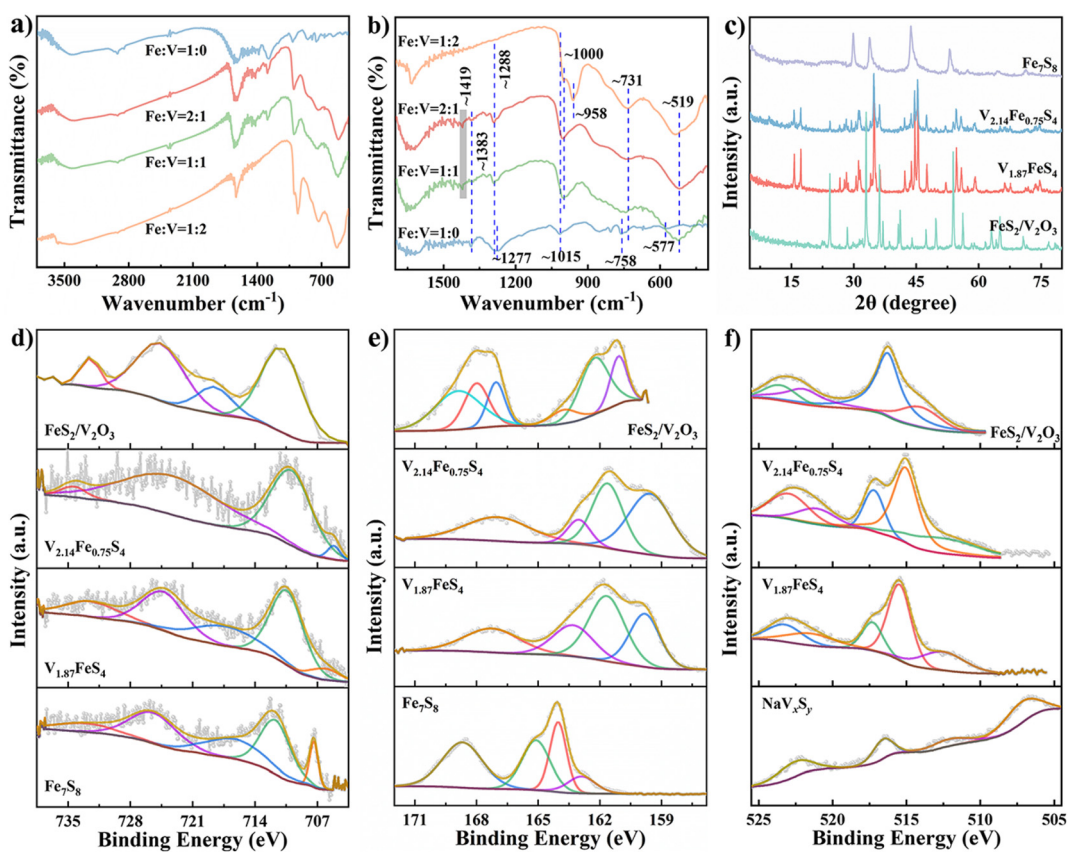 a)
Fe:V=1:0
Fe:V=2:1
Fe:V=1:1
Fe:V=1:2
Transmittance (%)
3500 2800 2100 1400 700
Wavenumber (cm⁻¹)
b)
Fe:V=1:2
~1419
~1288
~1000
~731
~519
~958
Fe:V=2:1
~1383
Fe:V=1:1
Fe:V=1:0
~1277
~1015
~758
~577
Transmittance (%)
1500 1200 900 600
Wavenumber (cm⁻¹)
c)
Fe₇S₈
V₂.₁₄Fe₀.₇₅S₄
V₁.₈₇FeS₄
FeS₂/V₂O₃
Intensity (a.u.)
15 30 45 60 75
2θ (degree)
d)
FeS₂/V₂O₃
V₂.₁₄Fe₀.₇₅S₄
V₁.₈₇FeS₄
Fe₇S₈
Intensity (a.u.)
735 728 721 714 707
Binding Energy (eV)
e)
FeS₂/V₂O₃
V₂.₁₄Fe₀.₇₅S₄
V₁.₈₇FeS₄
Fe₇S₈
Intensity (a.u.)
171 168 165 162 159
Binding Energy (eV)
f)
FeS₂/V₂O₃
V₂.₁₄Fe₀.₇₅S₄
V₁.₈₇FeS₄
NaVₓSᵧ
Intensity (a.u.)
525 520 515 510 505
Binding Energy (eV)